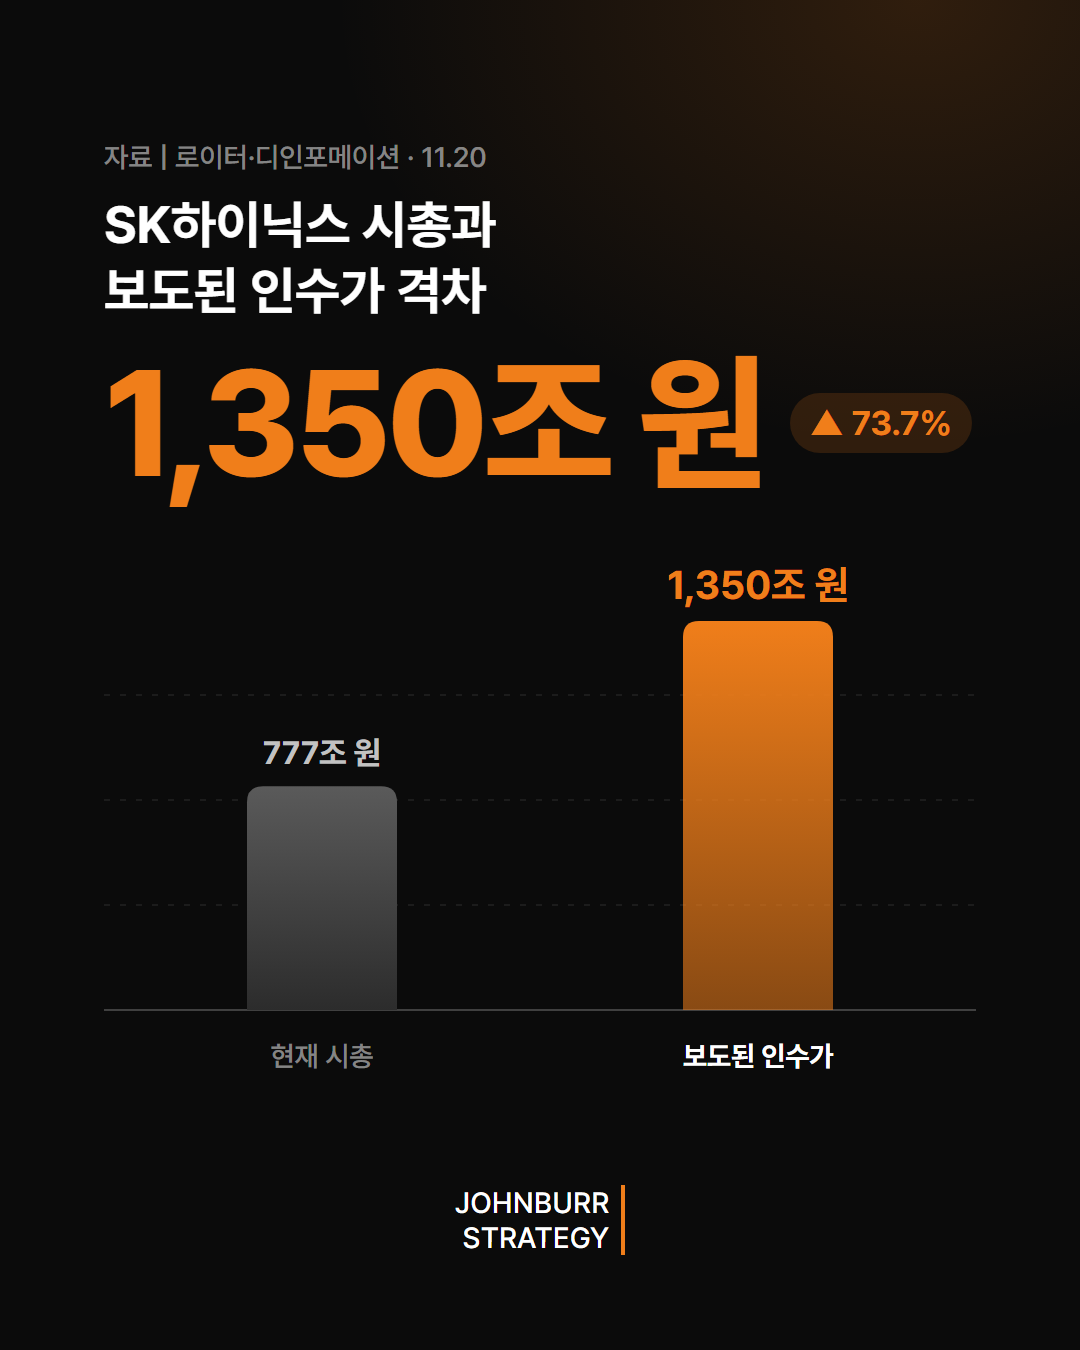 자료 | 로이터·디인포메이션 · 11.20
SK하이닉스 시총과
보도된 인수가 격차
1,350조 원 ▲ 73.7%
1,350조 원
777조 원
현재 시총 보도된 인수가
JOHNBURR
STRATEGY